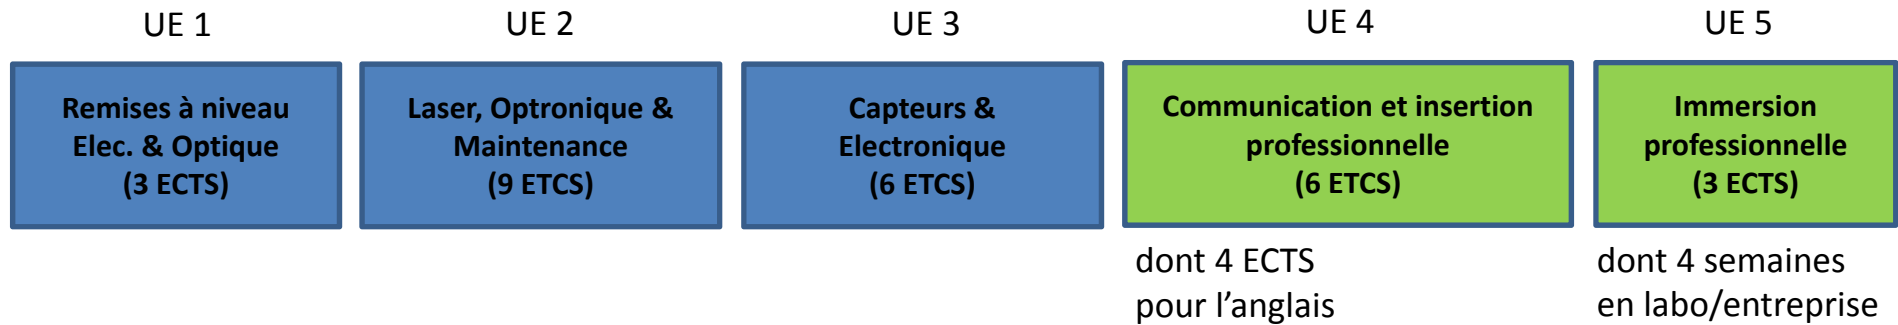 UE 1
Remises à niveau
Elec. & Optique
(3 ECTS)
UE 2
Laser, Optronique &
Maintenance
(9 ETCS)
UE 3
Capteurs &
Electronique
(6 ETCS)
UE 4
Communication et insertion
professionnelle
(6 ETCS)
dont 4 ECTS
pour l’anglais
UE 5
Immersion
professionnelle
(3 ECTS)
dont 4 semaines
en labo/entreprise